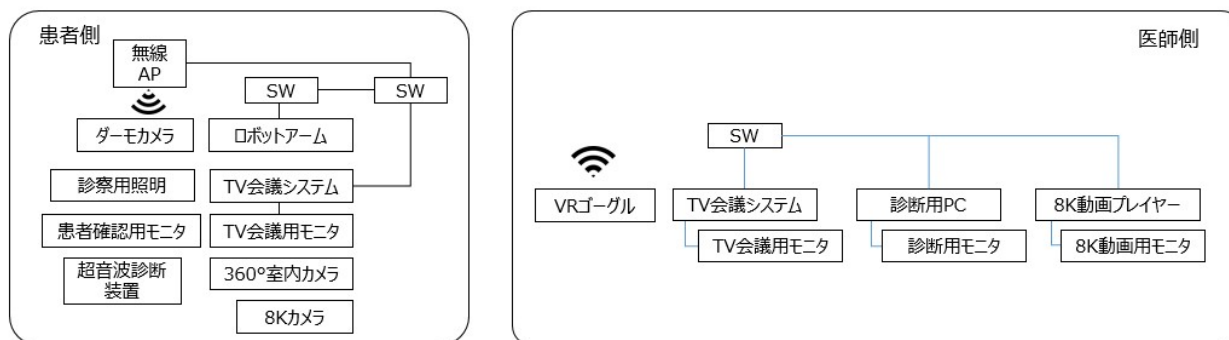 患者側
無線
AP
SW
SW
ダーモカメラ
ロボットアーム
診察用照明
TV会議システム
患者確認用モニタ
TV会議用モニタ
超音波診断
装置
360°室内カメラ
8Kカメラ
医師側
SW
VRゴーグル
TV会議システム
診断用PC
8K動画プレイヤー
TV会議用モニタ
診断用モニタ
8K動画用モニタ